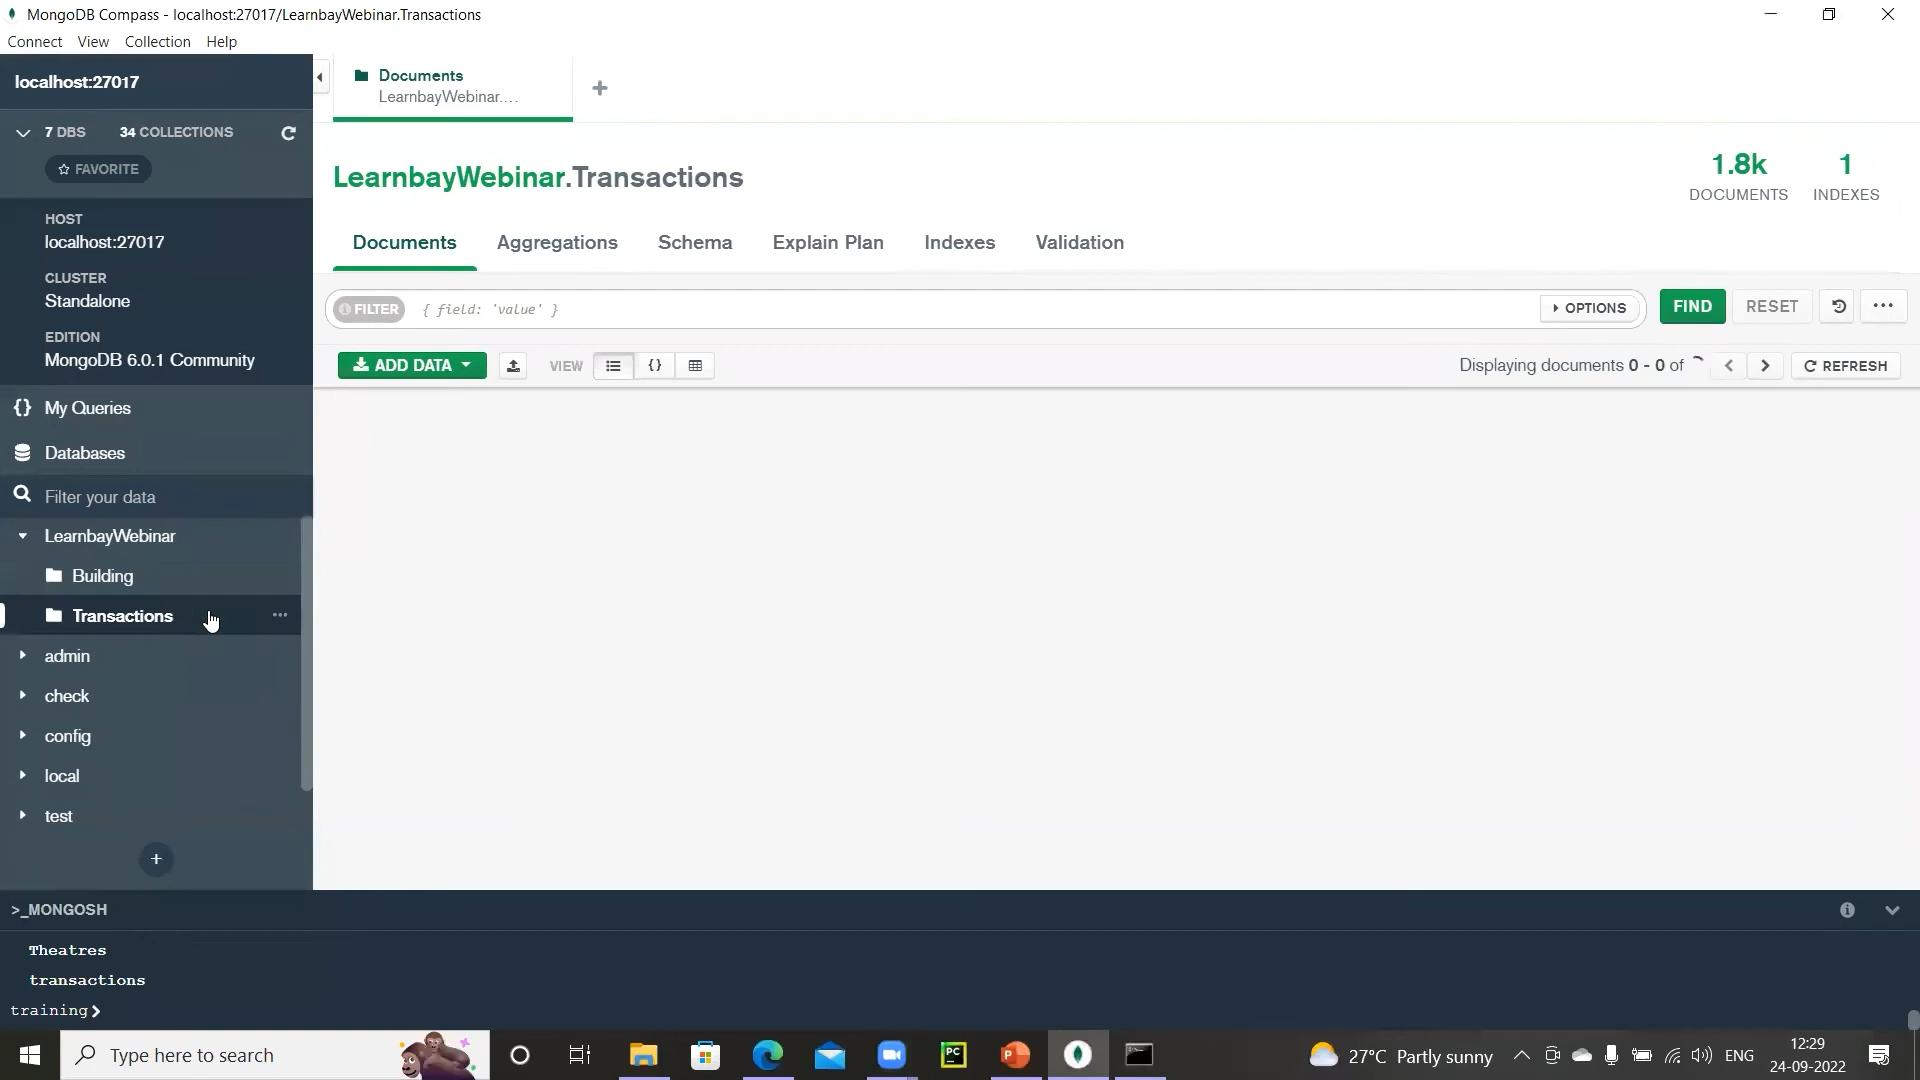 MongoDB Compass - localhost:27017/LearnbayWebinar.Transactions
Connect View Collection Help
localhost:27017
7 DBS 34 COLLECTIONS
FAVORITE
HOST
localhost:27017
CLUSTER
Standalone
EDITION
MongoDB 6.0.1 Community
{} My Queries
Databases
Filter your data
LearnbayWebinar
Building
Transactions
admin
check
config
local
test
+
Documents
LearnbayWebinar....
+
LearnbayWebinar.Transactions
1.8k
DOCUMENTS
1
INDEXES
Documents Aggregations Schema Explain Plan Indexes Validation
FILTER { field: 'value' } OPTIONS FIND RESET
ADD DATA VIEW {} Displaying documents 0 - 0 of REFRESH
>_MONGOSH
Theatres
transactions
training>
Type here to search
PC
P
27°C Partly sunny
ENG
12:29
24-09-2022